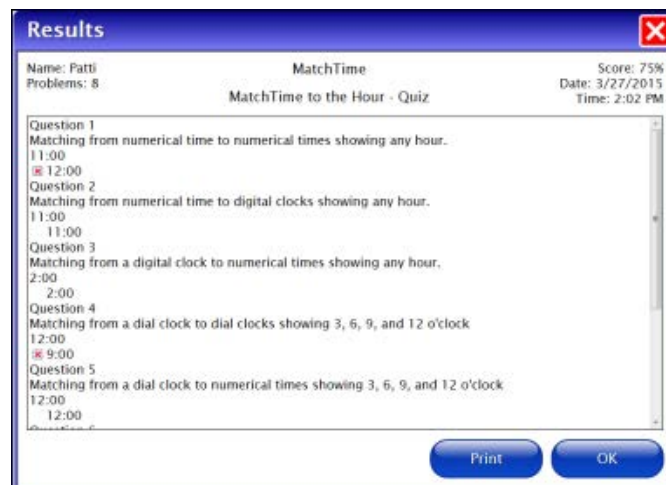 Results
Name: Patti
MatchTime
Score: 75%
Problems: 8
Date: 3/27/2015
MatchTime to the Hour - Quiz
Time: 2:02 PM
Question 1
Matching from numerical time to numerical times showing any hour.
11:00
12:00
Question 2
Matching from numerical time to digital clocks showing any hour.
11:00
11:00
Question 3
Matching from a digital clock to numerical times showing any hour.
2:00
2:00
Question 4
Matching from a dial clock to dial clocks showing 3, 6, 9, and 12 o'clock
12:00
9:00
Question 5
Matching from a dial clock to numerical times showing 3, 6, 9, and 12 o'clock
12:00
12:00
Print
OK